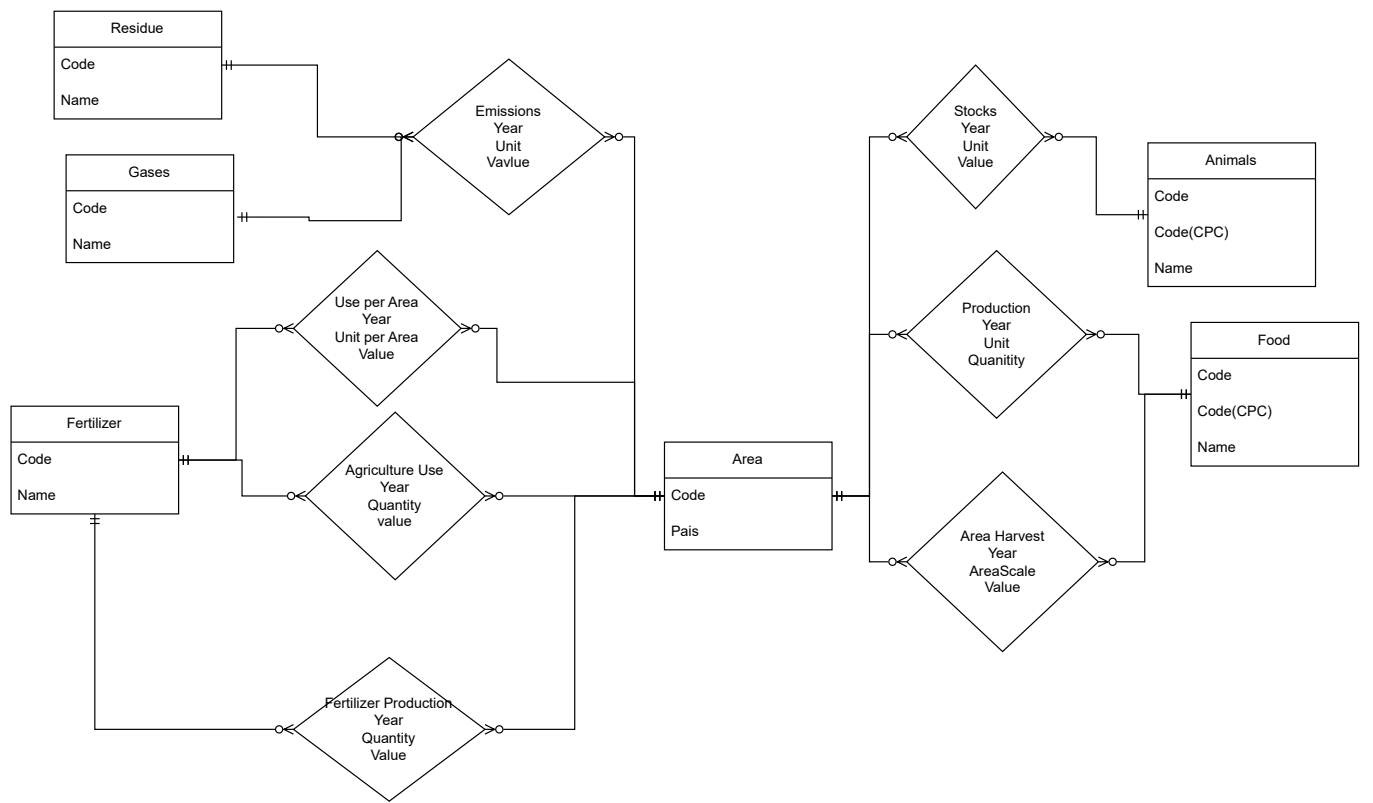 Residue
Code
Name
Gases
Code
Name
Emissions
Year
Unit
Vavlue
Use per Area
Year
Unit per Area
Value
Fertilizer
Code
Name
Agriculture Use
Year
Quantity
value
Fertilizer Production
Year
Quantity
Value
Area
Code
Pais
Stocks
Year
Unit
Value
Animals
Code
Code(CPC)
Name
Production
Year
Unit
Quanitity
Food
Code
Code(CPC)
Name
Area Harvest
Year
AreaScale
Value